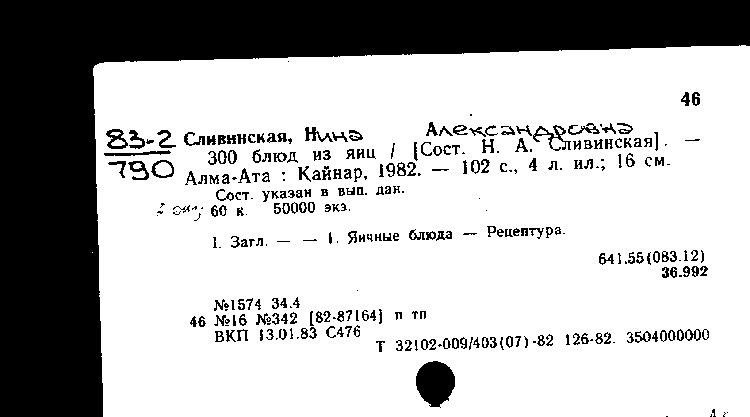 46
83-2 Сливинская, Нина Александровна
300 блюд из яиц / [Сост. Н. А. Сливинская]. —
790 Алма-Ата : Кайнар, 1982. — 102 с., 4 л. ил.; 16 см.
Сост. указан в вып. дан.
2 60 к. 50000 экз.
I. Загл. — — 1. Яичные блюда — Рецептура.
641.55(083.12)
36.992
№1574 34.4
46 №16 №342 [82-87164] п тп
ВКП 13.01.83 С476
Т 32102-009/403(07)-82 126-82. 3504000000